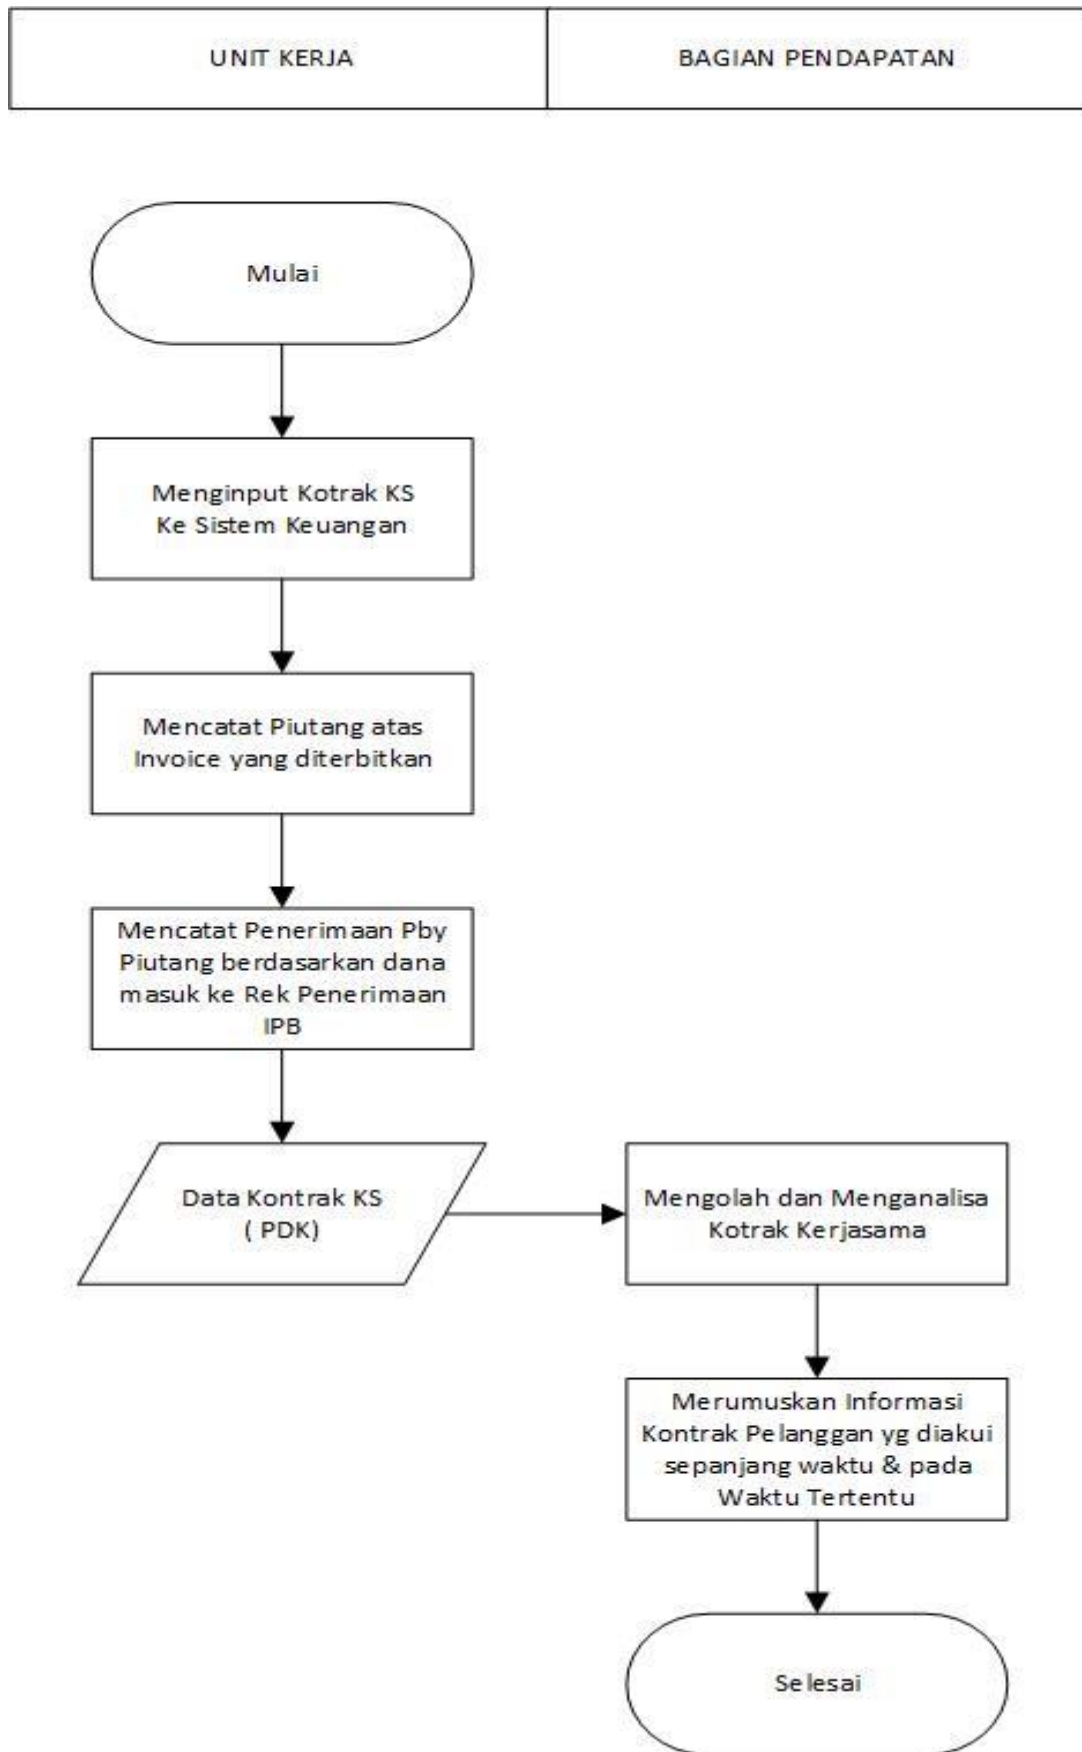 UNIT KERJA
BAGIAN PENDAPATAN
Mulai
Menginput Kotrak KS
Ke Sistem Keuangan
Mencatat Piutang atas
Invoice yang diterbitkan
Mencatat Penerimaan Pby
Piutang berdasarkan dana
masuk ke Rek Penerimaan
IPB
Data Kontrak KS
( PDK)
Mengolah dan Menganalisa
Kotrak Kerjasama
Merumuskan Informasi
Kontrak Pelanggan yg diakui
sepanjang waktu & pada
Waktu Tertentu
Selesai